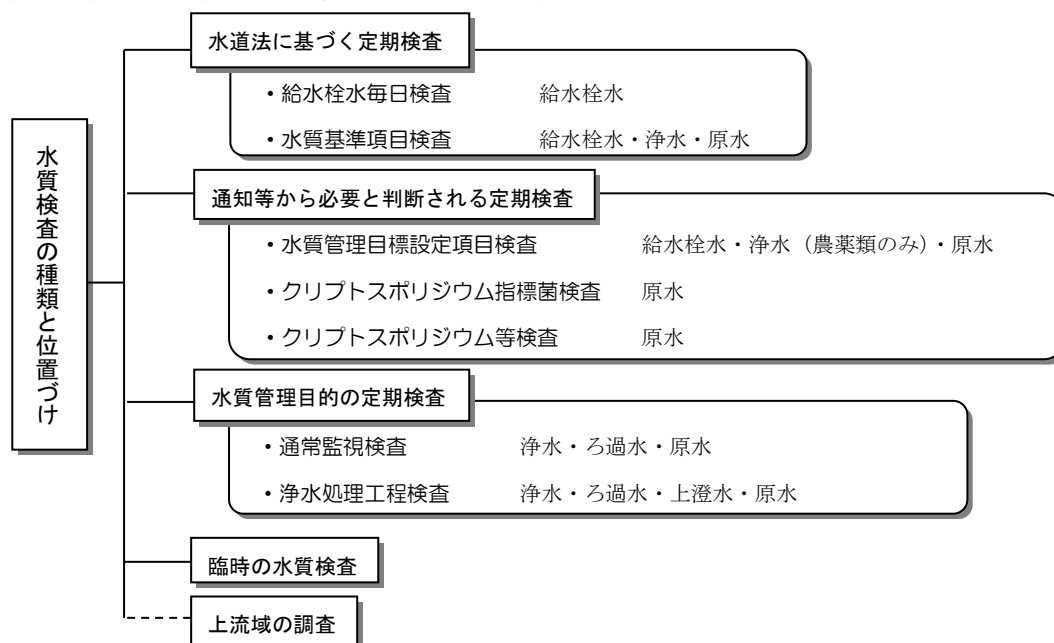 水質検査の種類と位置づけ
水道法に基づく定期検査
・給水栓水毎日検査 給水栓水
・水質基準項目検査 給水栓水・浄水・原水
通知等から必要と判断される定期検査
・水質管理目標設定項目検査 給水栓水・浄水（農薬類のみ）・原水
・クリプトスポリジウム指標菌検査 原水
・クリプトスポリジウム等検査 原水
水質管理目的の定期検査
・通常監視検査 浄水・ろ過水・原水
・浄水処理工程検査 浄水・ろ過水・上澄水・原水
臨時の水質検査
上流域の調査